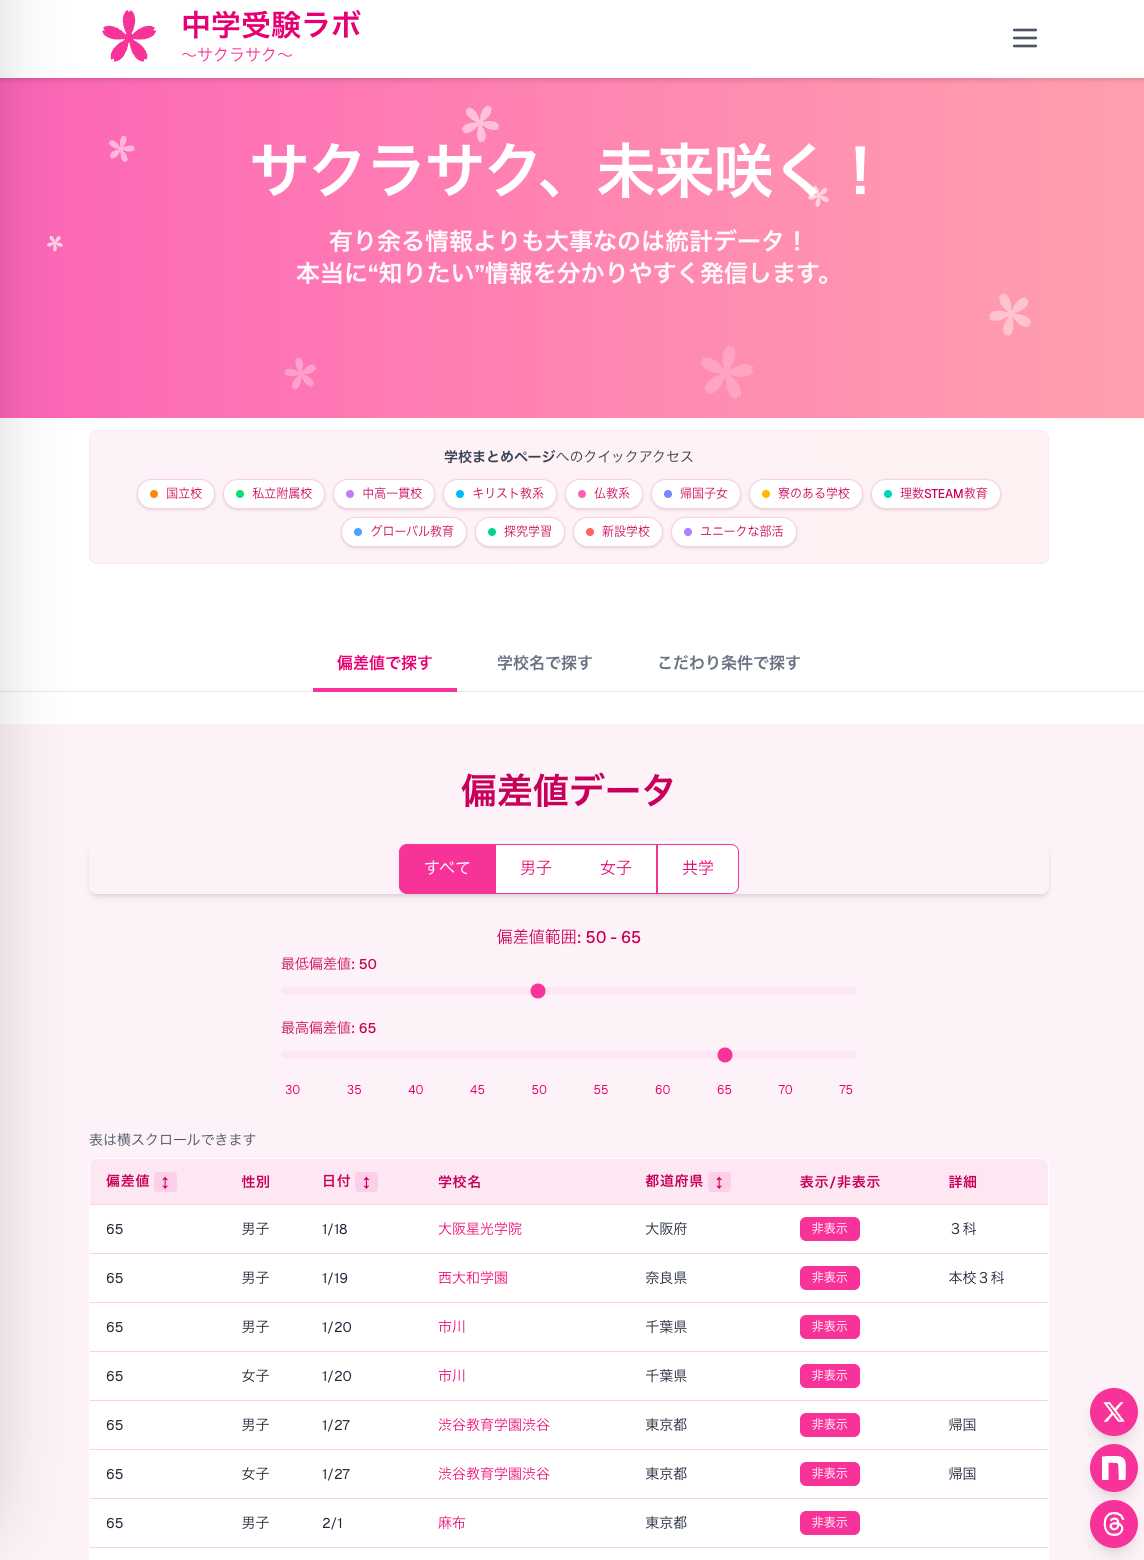 中学受験ラボ
～サクラサク～
サクラサク、未来咲く！
有り余る情報よりも大事なのは統計データ！
本当に“知りたい”情報を分かりやすく発信します。
学校まとめページへのクイックアクセス
国立校 私立附属校 中高一貫校 キリスト教系 仏教系 帰国子女 寮のある学校 理数STEAM教育
グローバル教育 探究学習 新設学校 ユニークな部活
偏差値で探す 学校名で探す こだわり条件で探す
偏差値データ
すべて 男子 女子 共学
偏差値範囲: 50 - 65
最低偏差値: 50
最高偏差値: 65
30 35 40 45 50 55 60 65 70 75
表は横スクロールできます
偏差値 ↕ 性別 日付 ↕ 学校名 都道府県 ↕ 表示/非表示 詳細
65 男子 1/18 大阪星光学院 大阪府 非表示 ３科
65 男子 1/19 西大和学園 奈良県 非表示 本校３科
65 男子 1/20 市川 千葉県 非表示
65 女子 1/20 市川 千葉県 非表示
65 男子 1/27 渋谷教育学園渋谷 東京都 非表示 帰国
65 女子 1/27 渋谷教育学園渋谷 東京都 非表示 帰国
65 男子 2/1 麻布 東京都 非表示